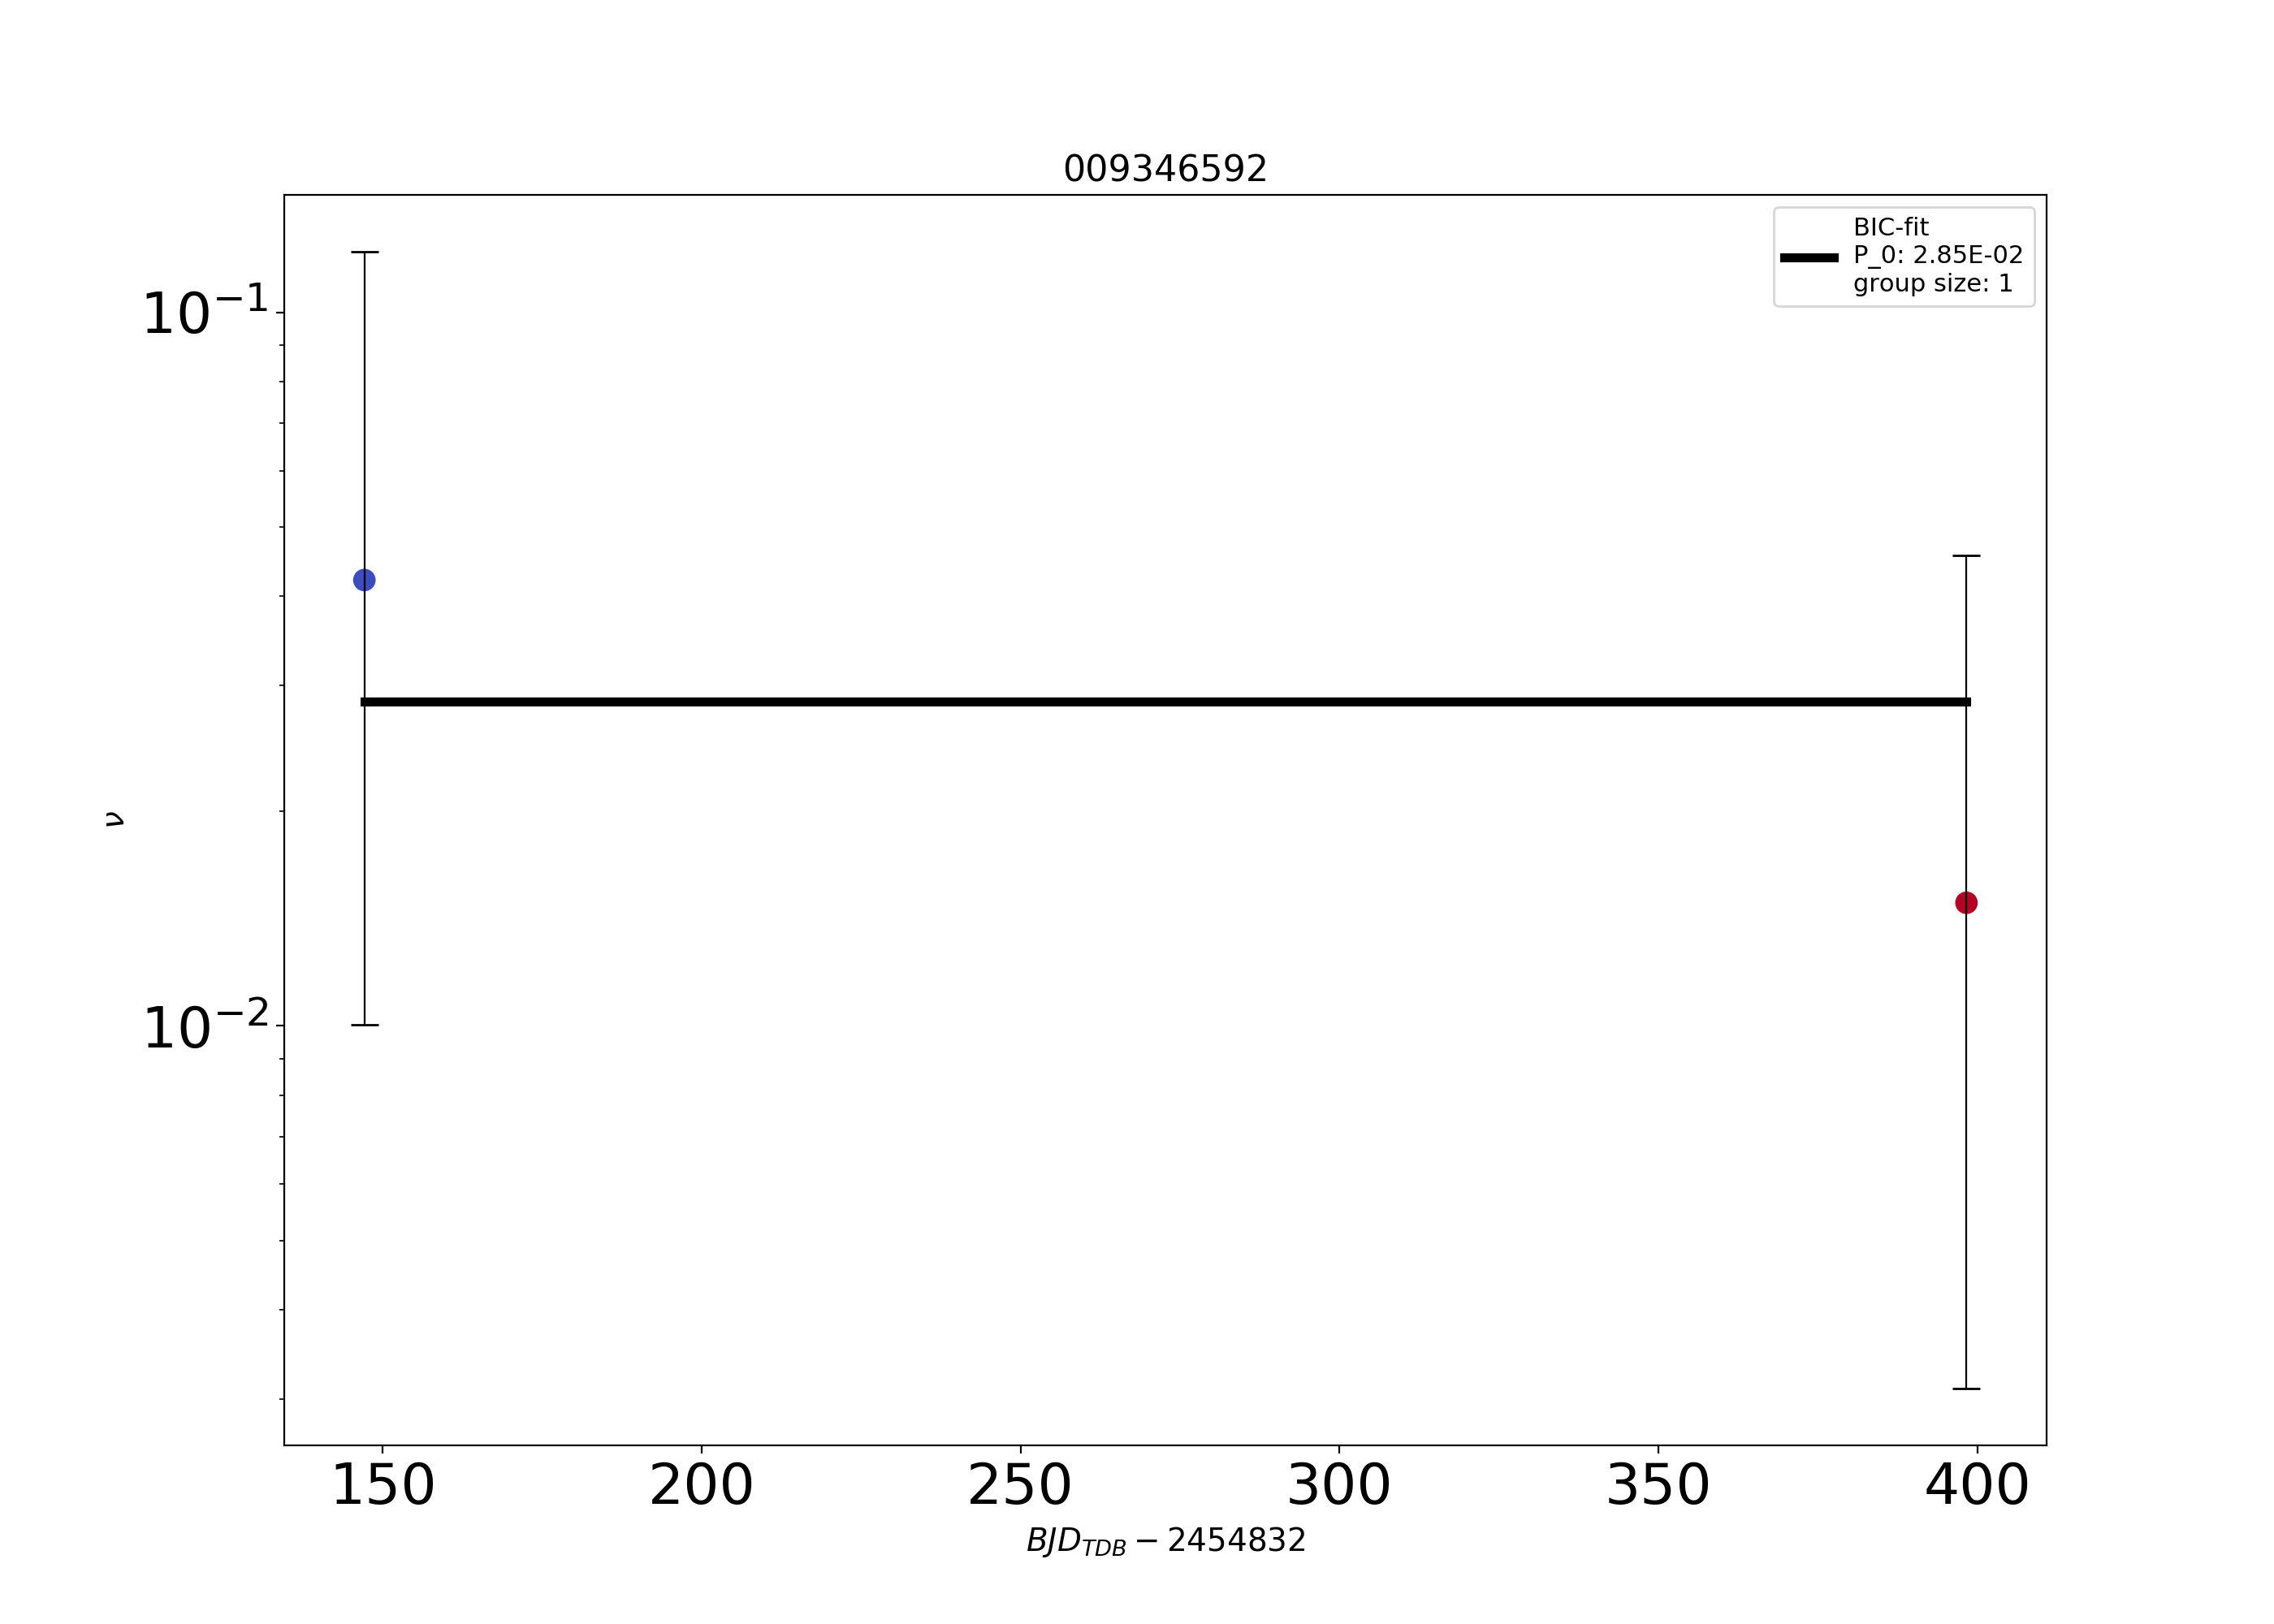 009346592
BIC-fit
P_0: 2.85E-02
group size: 1
10⁻¹
10⁻²
ν
150 200 250 300 350 400
BJD_TDB − 2454832